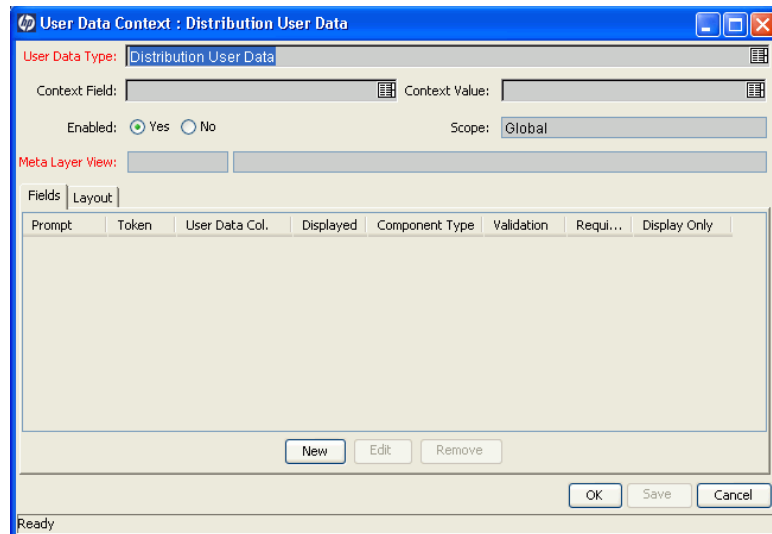 hp User Data Context : Distribution User Data
User Data Type: Distribution User Data
Context Field: Context Value:
Enabled: Yes No Scope: Global
Meta Layer View:
Fields Layout
Prompt Token User Data Col. Displayed Component Type Validation Requi... Display Only
New Edit Remove
OK Save Cancel
Ready